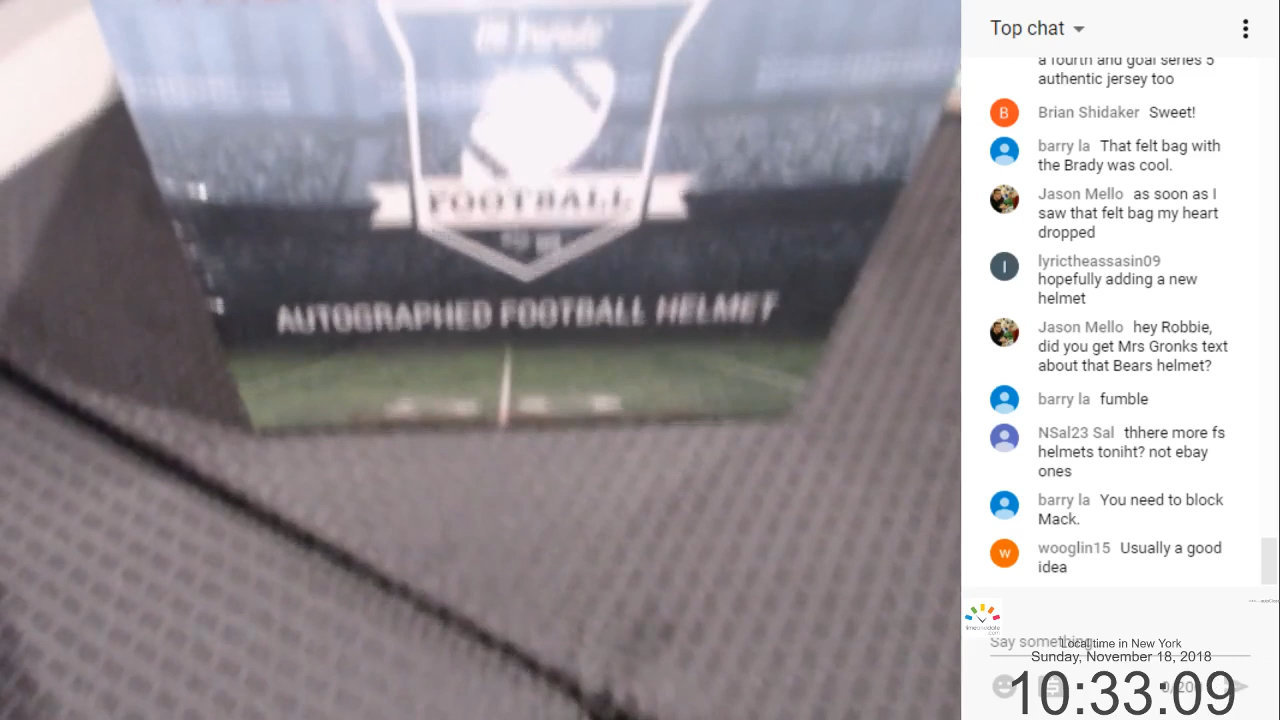 FOOTBALL
AUTOGRAPHED FOOTBALL HELMET
Top chat
a fourth and goal series 5
authentic jersey too
Brian Shidaker Sweet!
barry la That felt bag with
the Brady was cool.
Jason Mello as soon as I
saw that felt bag my heart
dropped
lyrictheassasin09
hopefully adding a new
helmet
Jason Mello hey Robbie,
did you get Mrs Gronks text
about that Bears helmet?
barry la fumble
NSal23 Sal thhere more fs
helmets toniht? not ebay
ones
barry la You need to block
Mack.
wooglin15 Usually a good
idea
Say something
Local time in New York
Sunday, November 18, 2018
10:33:09